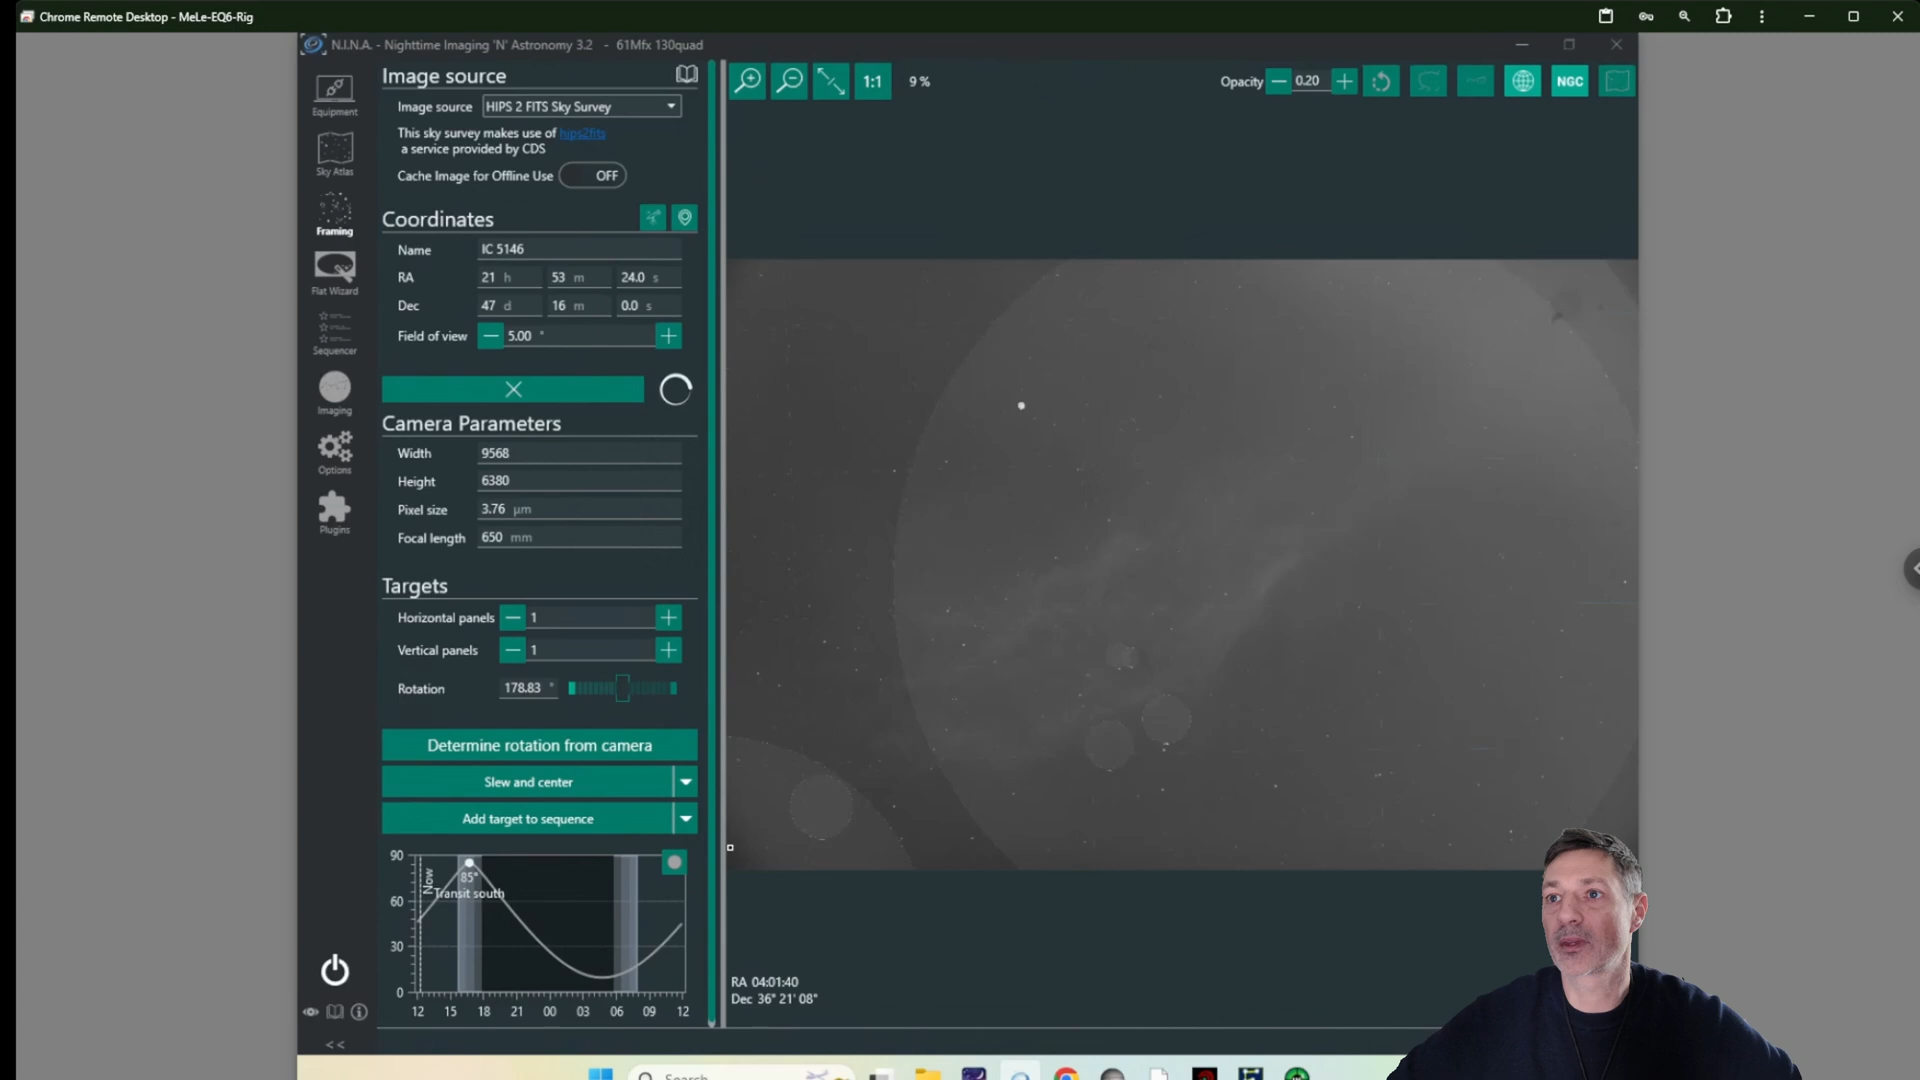 Chrome Remote Desktop - MeLe-EQ6-Rig
N.I.N.A. - Nighttime Imaging 'N' Astronomy 3.2 - 61Mfx 130quad
Equipment
Sky Atlas
Framing
Flat Wizard
Sequencer
Imaging
Options
Plugins
<<
Image source
Image source HIPS 2 FITS Sky Survey
This sky survey makes use of hips2fits
a service provided by CDS
Cache Image for Offline Use OFF
Coordinates
Name IC 5146
RA 21 h 53 m 24.0 s
Dec 47 d 16 m 0.0 s
Field of view 5.00 °
Camera Parameters
Width 9568
Height 6380
Pixel size 3.76 µm
Focal length 650 mm
Targets
Horizontal panels 1
Vertical panels 1
Rotation 178.83 °
Determine rotation from camera
Slew and center
Add target to sequence
90
60
30
0
Now
85°
Transit south
12 15 18 21 00 03 06 09 12
1:1
9 %
Opacity 0.20
NGC
RA 04:01:40
Dec 36° 21' 08"
Search